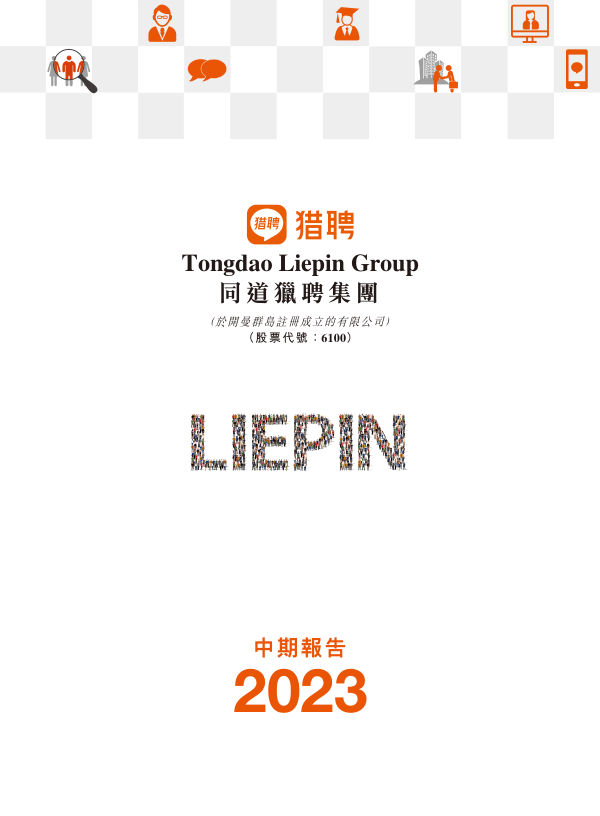 猎聘 猎聘
Tongdao Liepin Group
同道獵聘集團
(於開曼群島註冊成立的有限公司)
（股票代號：6100）
LIEPIN
中期報告
2023